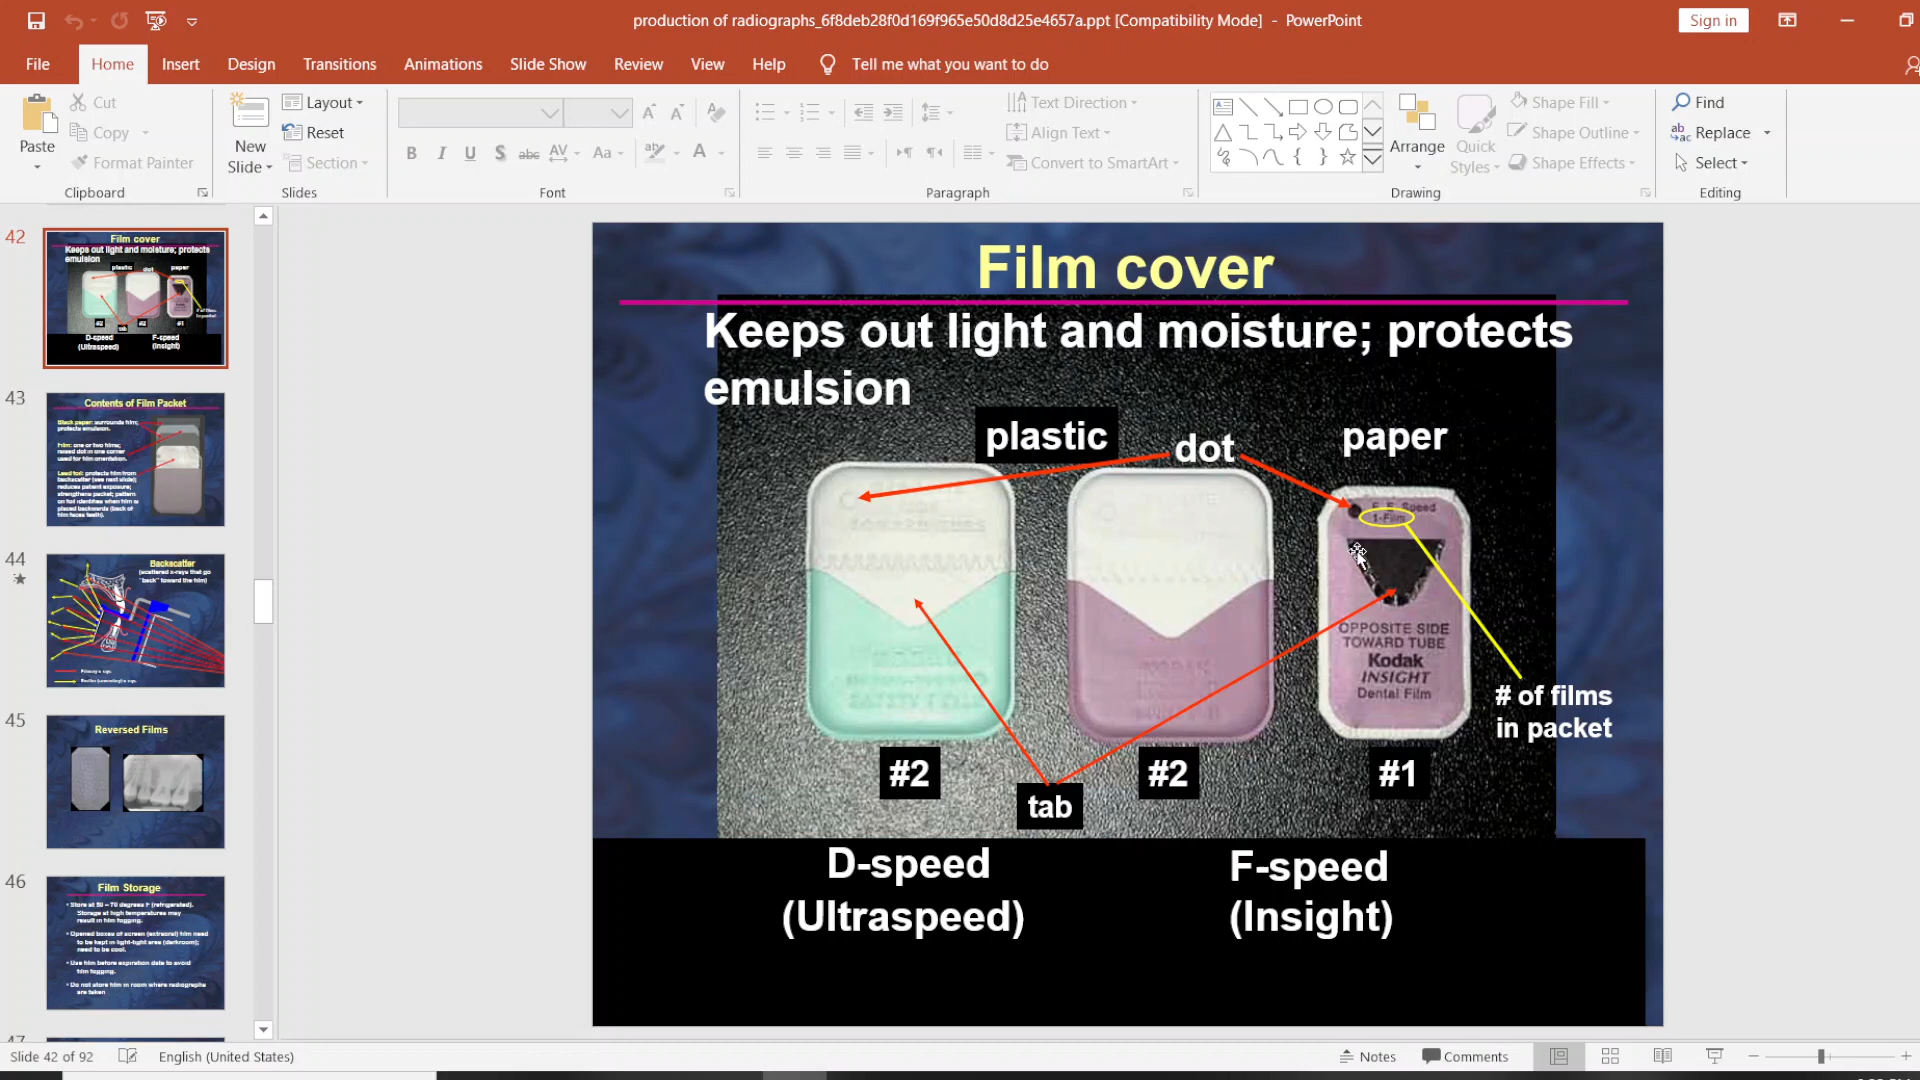 production of radiographs_6f8deb28f0d169f965e50d8d25e4657a.ppt [Compatibility Mode] - PowerPoint
Sign in
File
Home
Insert
Design
Transitions
Animations
Slide Show
Review
View
Help
Tell me what you want to do
Paste
Cut
Copy
Format Painter
Clipboard
New Slide
Layout
Reset
Section
Slides
Font
Text Direction
Align Text
Convert to SmartArt
Paragraph
Arrange
Quick Styles
Shape Fill
Shape Outline
Shape Effects
Drawing
Find
Replace
Select
Editing
42
Film cover
Keeps out light and moisture; protects
emulsion
plastic
dot
paper
#2
tab
#2
#1
D-speed
(Ultraspeed)
F-speed
(Insight)
43
Contents of Film Packet
Black paper: surrounds film;
protects emulsion.
Film: one or two films;
raised dot in one corner
used for film orientation.
Lead foil: protects film from
backscatter (see next slide);
reduces patient exposure;
strengthens packet; pattern
on foil identifies when film is
placed backwards (back of
film faces teeth).
44
Backscatter
(scattered x-rays that go
"back" toward the film)
45
Reversed Films
46
Film Storage
• Store at 50 – 70 degrees F (refrigerated).
Storage at high temperatures may
result in film fogging.
• Opened boxes of screen (extraoral) film need
to be kept in light-tight area (darkroom);
need to be cool.
• Use film before expiration date to avoid
film fogging.
• Do not store film in room where radiographs
are taken
Film cover
Keeps out light and moisture; protects
emulsion
plastic
dot
paper
Speed
1-Film
OPPOSITE SIDE
TOWARD TUBE
Kodak
INSIGHT
Dental Film
# of films
in packet
#2
#2
#1
tab
D-speed
(Ultraspeed)
F-speed
(Insight)
Slide 42 of 92
English (United States)
Notes
Comments